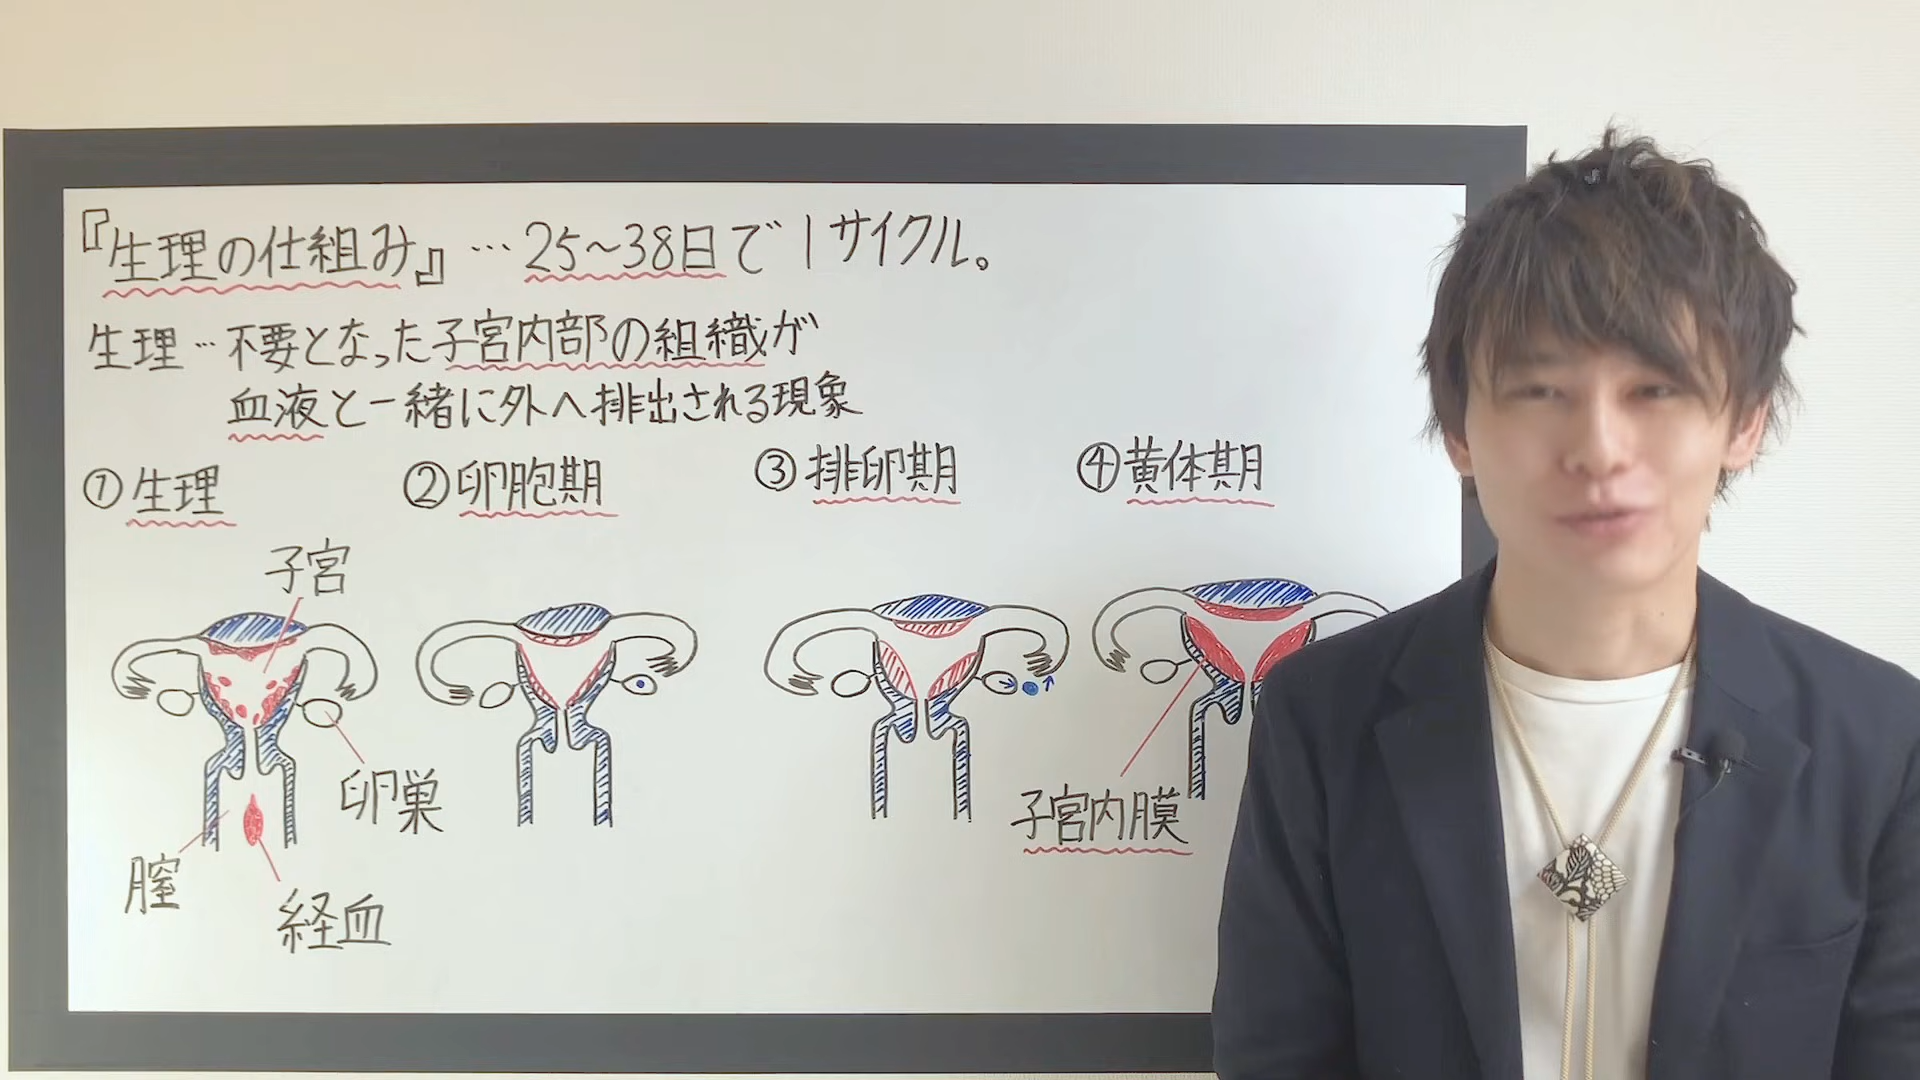 『生理の仕組み』…25~38日で1サイクル。
生理…不要となった子宮内部の組織が
血液と一緒に外へ排出される現象
①生理
②卵胞期
③排卵期
④黄体期
子宮
卵巣
膣
経血
子宮内膜